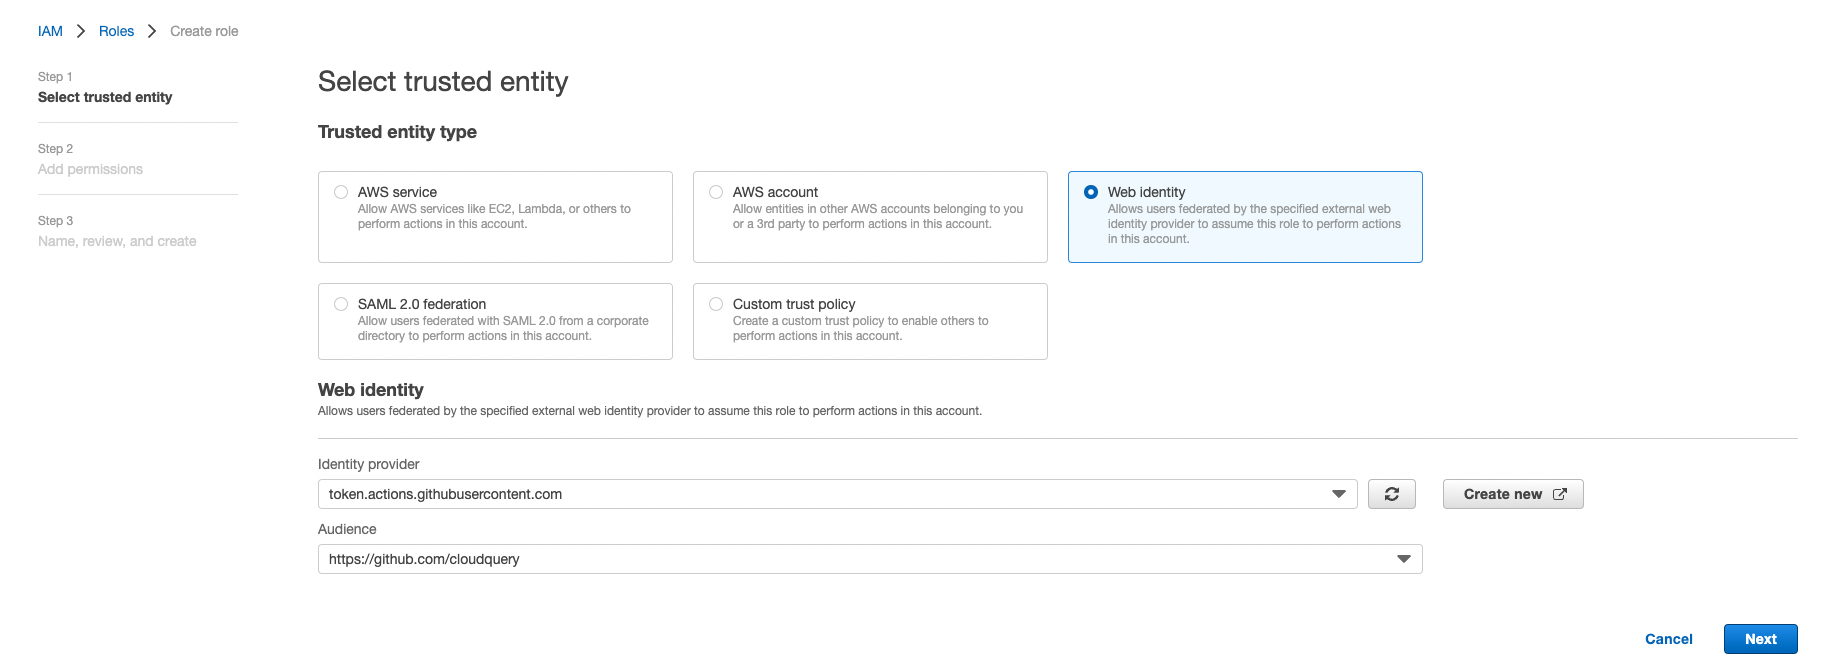 IAM > Roles > Create role
Step 1
Select trusted entity
Step 2
Add permissions
Step 3
Name, review, and create
Select trusted entity
Trusted entity type
AWS service
Allow AWS services like EC2, Lambda, or others to
perform actions in this account.
AWS account
Allow entities in other AWS accounts belonging to you
or a 3rd party to perform actions in this account.
Web identity
Allows users federated by the specified external web
identity provider to assume this role to perform actions
in this account.
SAML 2.0 federation
Allow users federated with SAML 2.0 from a corporate
directory to perform actions in this account.
Custom trust policy
Create a custom trust policy to enable others to
perform actions in this account.
Web identity
Allows users federated by the specified external web identity provider to assume this role to perform actions in this account.
Identity provider
token.actions.githubusercontent.com
Create new
Audience
https://github.com/cloudquery
Cancel
Next